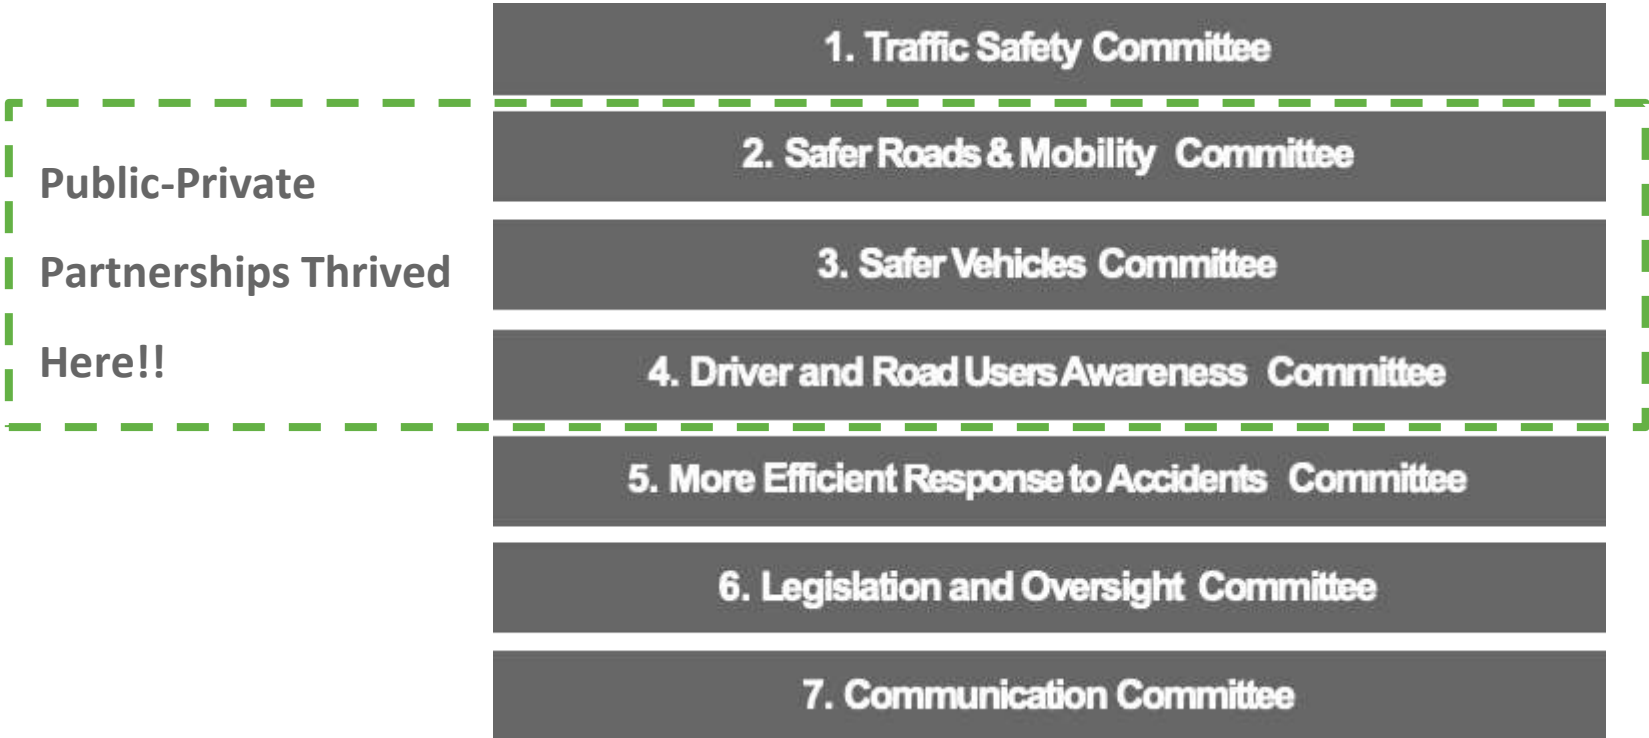 1. Traffic Safety Committee
Public-Private
Partnerships Thrived
Here!!
2. Safer Roads & Mobility Committee
3. Safer Vehicles Committee
4. Driver and Road Users Awareness Committee
5. More Efficient Response to Accidents Committee
6. Legislation and Oversight Committee
7. Communication Committee